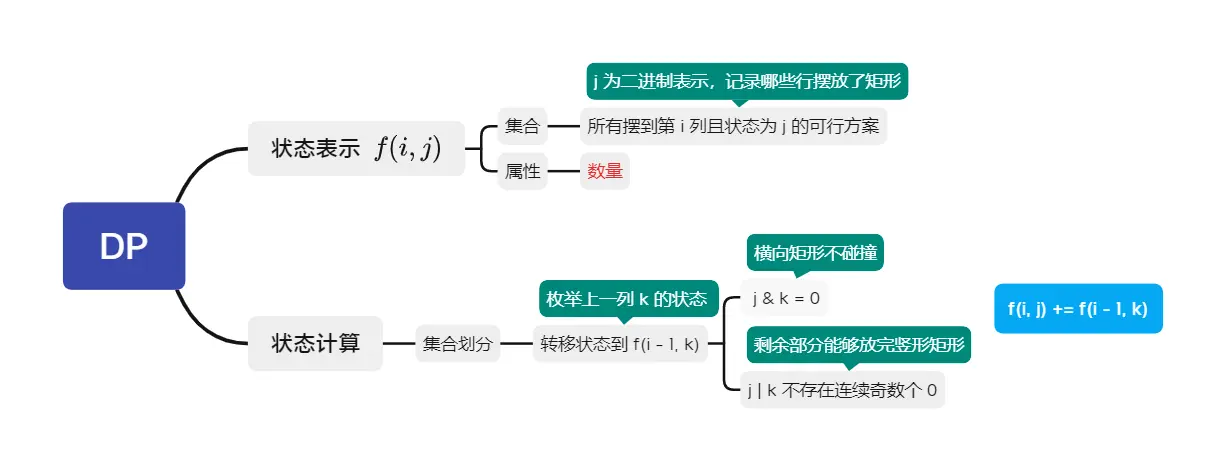 DP
状态表示 f(i, j)
集合
j 为二进制表示，记录哪些行摆放了矩形
所有摆到第 i 列且状态为 j 的可行方案
属性
数量
状态计算
集合划分
枚举上一列 k 的状态
转移状态到 f(i - 1, k)
横向矩形不碰撞
j & k = 0
剩余部分能够放完竖形矩形
j | k 不存在连续奇数个 0
f(i, j) += f(i - 1, k)